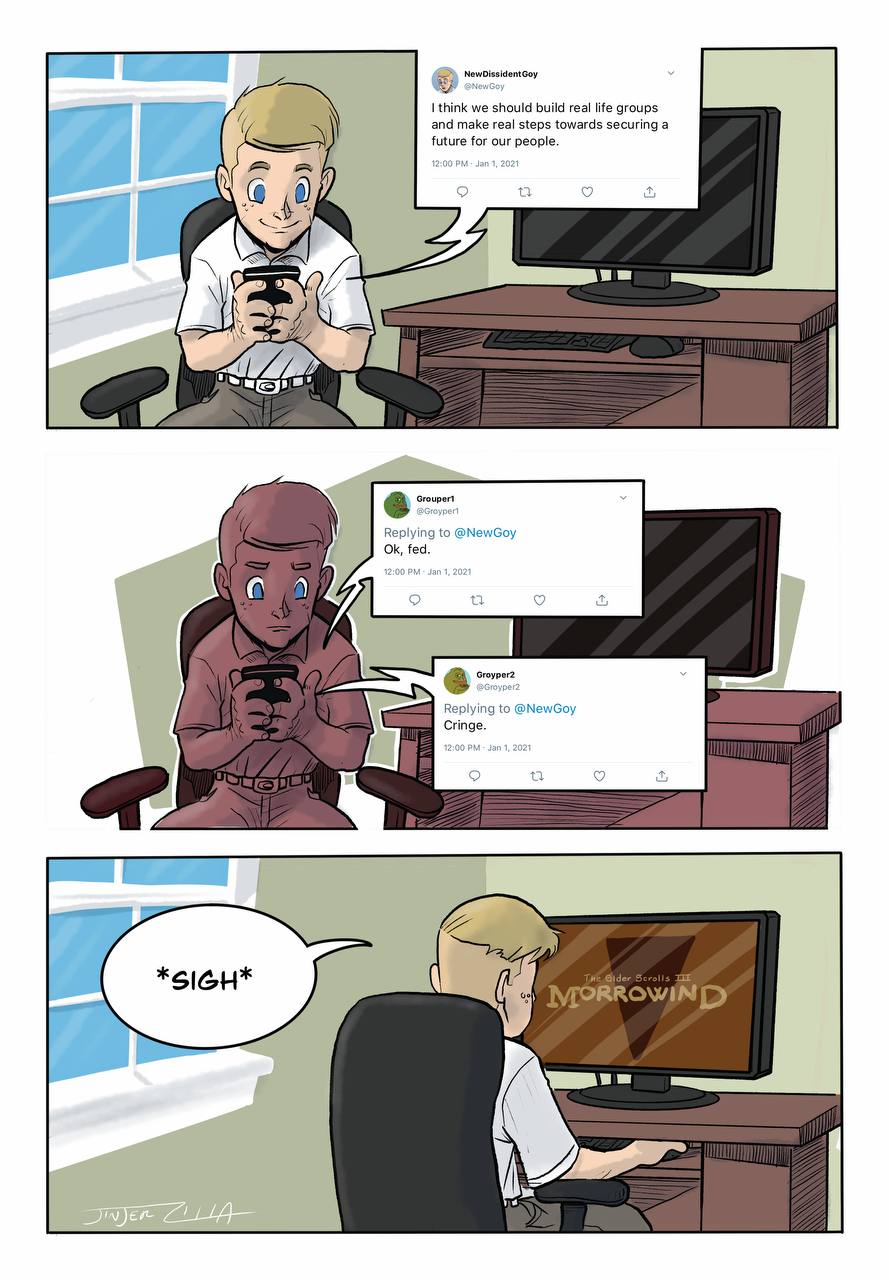 NewDissidentGoy
@NewGoy
I think we should build real life groups
and make real steps towards securing a
future for our people.
12:00 PM · Jan 1, 2021
Grouper1
@Groyper1
Replying to @NewGoy
Ok, fed.
12:00 PM · Jan 1, 2021
Groyper2
@Groyper2
Replying to @NewGoy
Cringe.
12:00 PM · Jan 1, 2021
*SIGH*
The Elder Scrolls III
MORROWIND
JINJER ZILLA